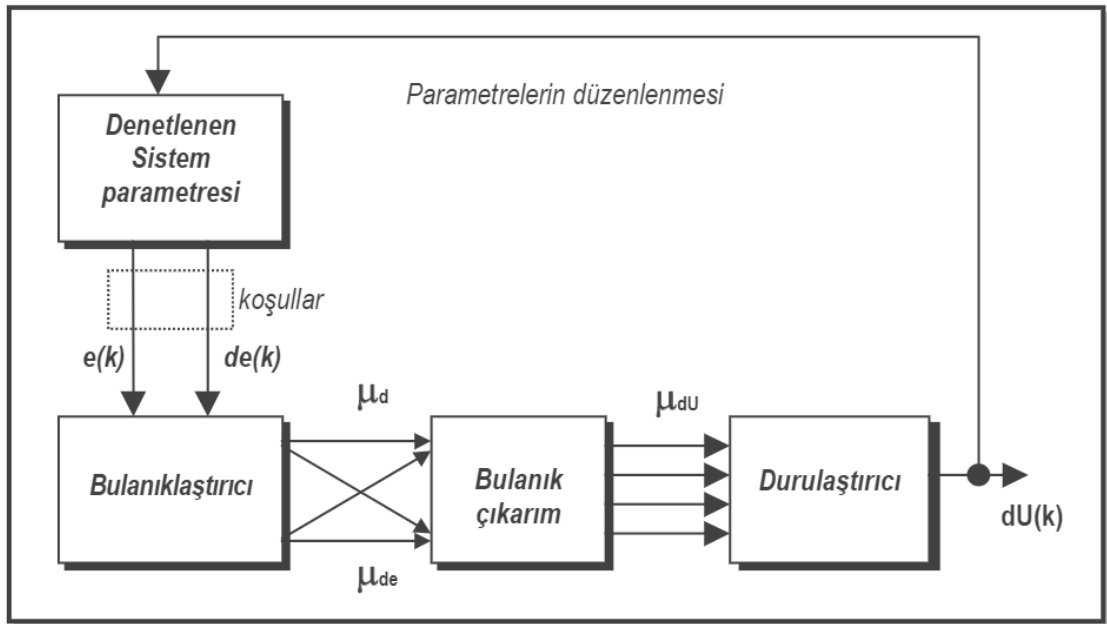 Parametrelerin düzenlenmesi
Denetlenen
Sistem
parametresi
koşullar
e(k)
de(k)
μd
μdU
Bulanıklaştırıcı
Bulanık
çıkarım
Durulaştırıcı
dU(k)
μde